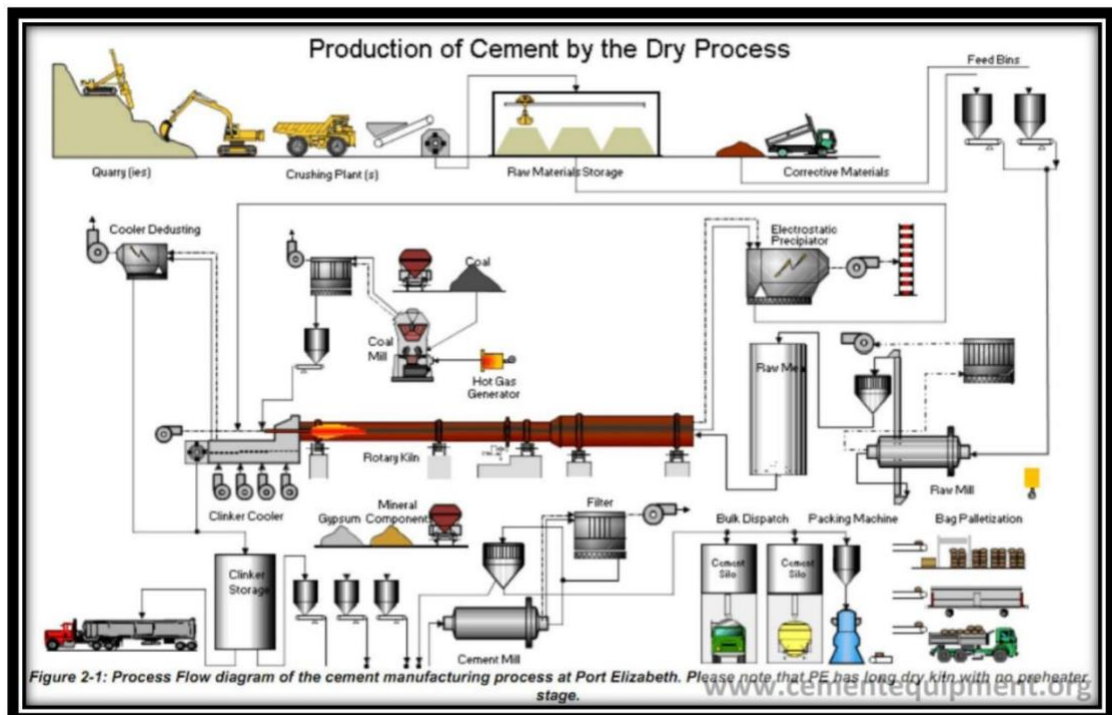 Production of Cement by the Dry Process
Feed Bins
Quarry (ies)
Crushing Plant (s)
Raw Materials Storage
Corrective Materials
Cooler Dedusting
Electrostatic
Precipiator
Coal
Coal
Mill
Hot Gas
Generator
Raw Meal
Rotary Kiln
Raw Mill
Clinker Cooler
Gypsum
Mineral
Components
Filter
Bulk Dispatch
Packing Machine
Bag Palletization
Clinker
Storage
Cement
Silo
Cement
Silo
Cement Mill
Figure 2-1: Process Flow diagram of the cement manufacturing process at Port Elizabeth. Please note that PE has long dry kiln with no preheater
stage.
www.cementequipment.org